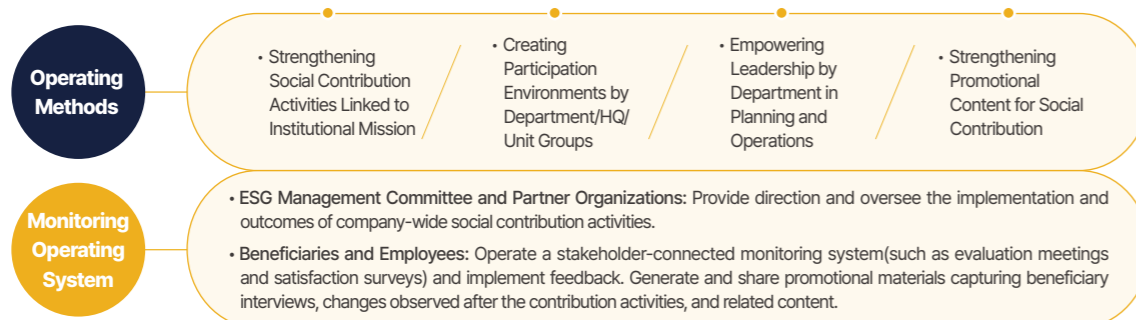 Operating
Methods
• Strengthening
Social Contribution
Activities Linked to
Institutional Mission
• Creating
Participation
Environments by
Department/HQ/
Unit Groups
• Empowering
Leadership by
Department in
Planning and
Operations
• Strengthening
Promotional
Content for Social
Contribution
Monitoring
Operating
System
• ESG Management Committee and Partner Organizations: Provide direction and oversee the implementation and
outcomes of company-wide social contribution activities.
• Beneficiaries and Employees: Operate a stakeholder-connected monitoring system(such as evaluation meetings
and satisfaction surveys) and implement feedback. Generate and share promotional materials capturing beneficiary
interviews, changes observed after the contribution activities, and related content.